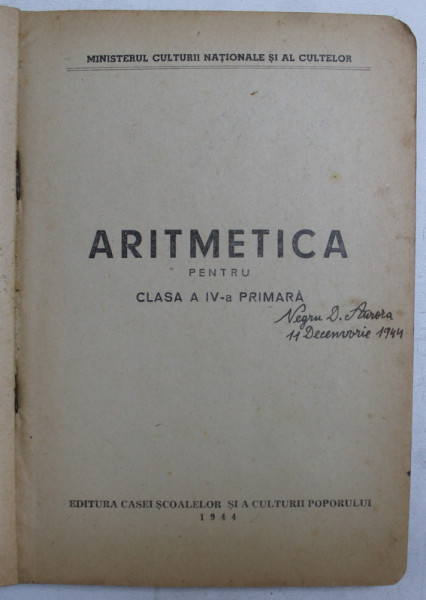 MINISTERUL CULTURII NAȚIONALE ȘI AL CULTELOR
ARITMETICA
PENTRU
CLASA A IV-a PRIMARĂ
Negru D. Aurora
11 Decemvrie 1944
EDITURA CASEI ȘCOALELOR ȘI A CULTURII POPORULUI
1944